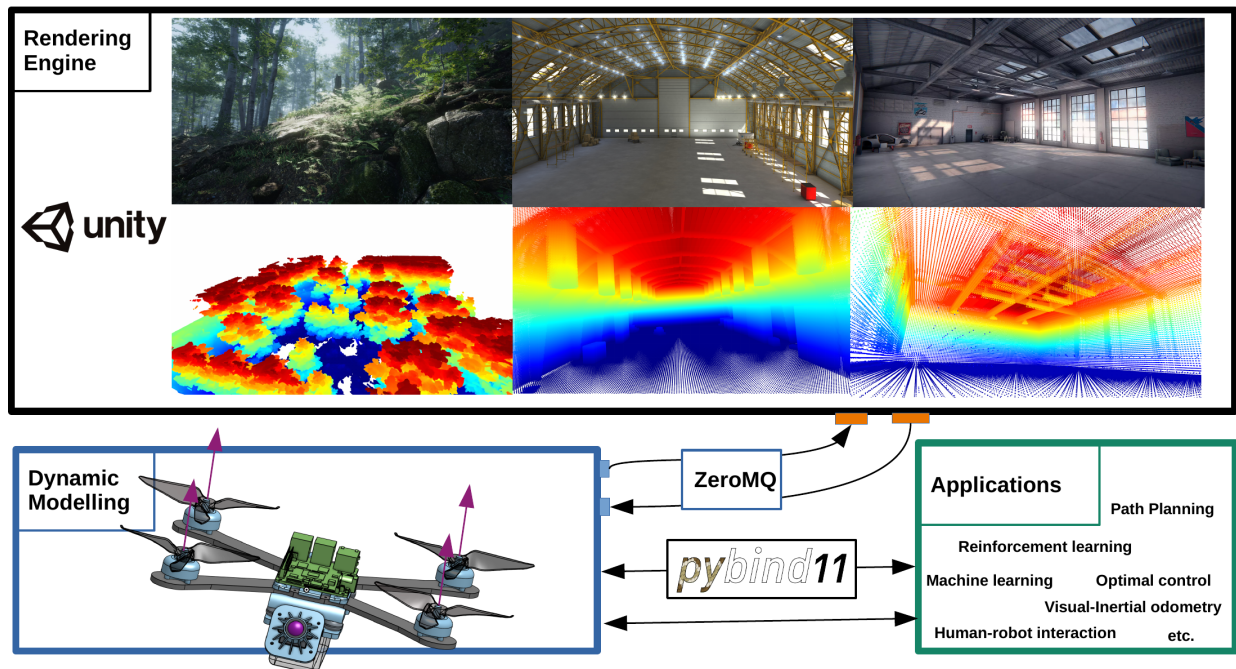 Rendering
Engine
unity
Dynamic
Modelling
ZeroMQ
pybind11
Applications
Path Planning
Reinforcement learning
Machine learning
Optimal control
Visual-Inertial odometry
Human-robot interaction
etc.